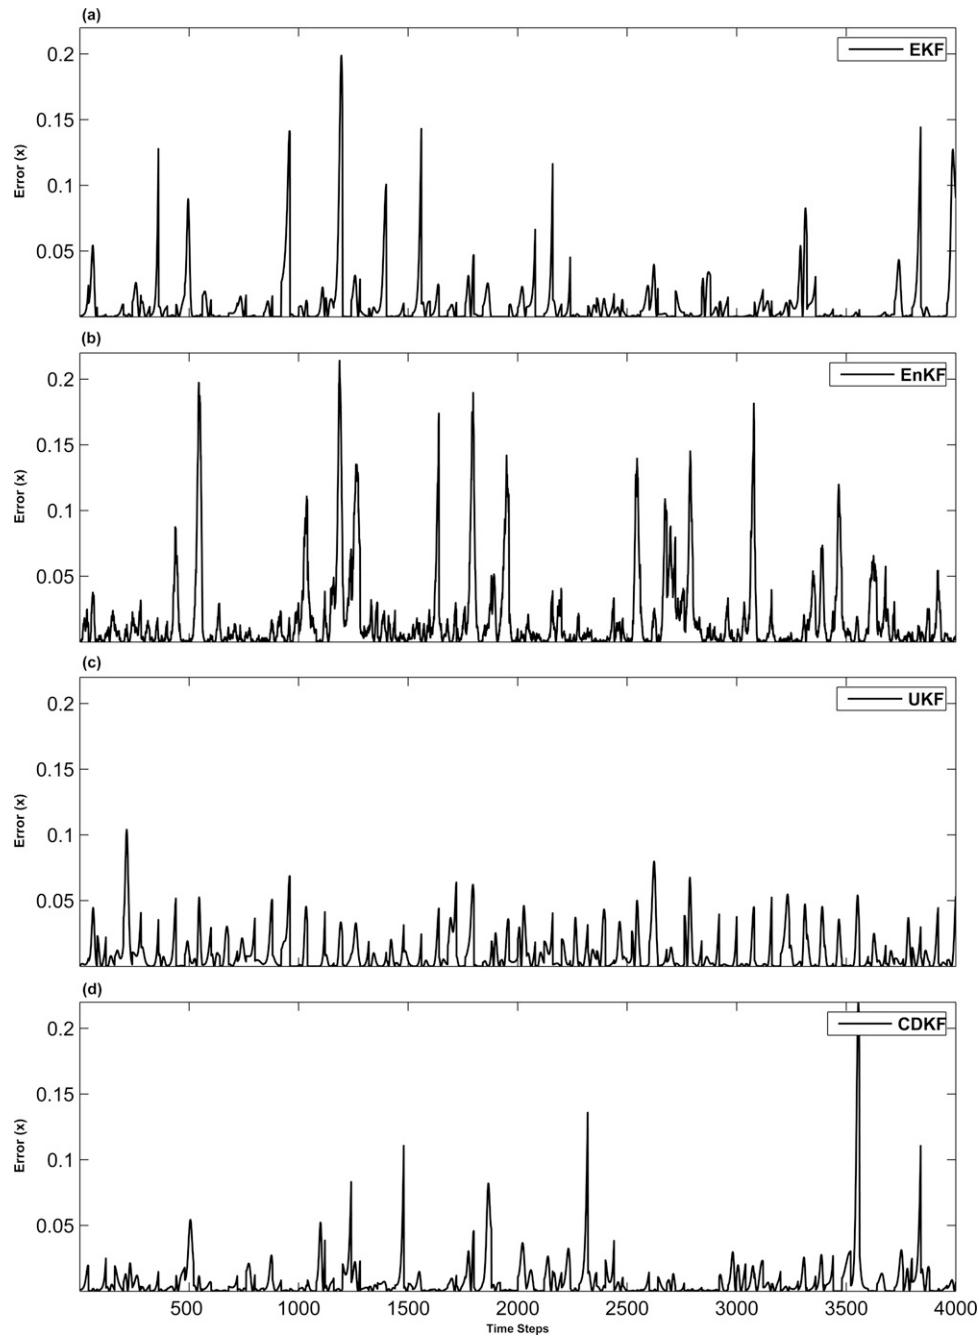 (a)
EKF
0.2
0.15
0.1
0.05
Error (x)
(b)
EnKF
0.2
0.15
0.1
0.05
Error (x)
(c)
UKF
0.2
0.15
0.1
0.05
Error (x)
(d)
CDKF
0.2
0.15
0.1
0.05
Error (x)
500 1000 1500 2000 2500 3000 3500 4000
Time Steps